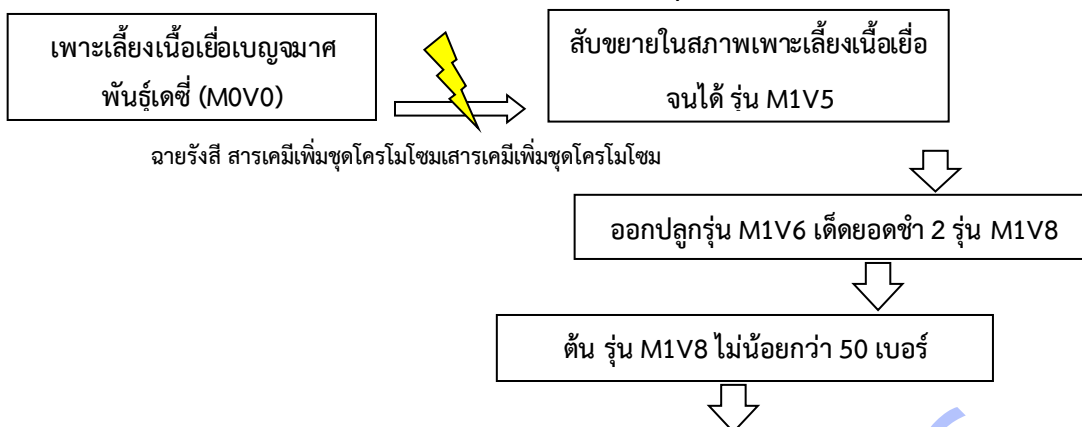 เพาะเลี้ยงเนื้อเยื่อเบญจมาศ
พันธุ์เดซี่ (M0V0)
สับขยายในสภาพเพาะเลี้ยงเนื้อเยื่อ
จนได้ รุ่น M1V5
ฉายรังสี สารเคมีเพิ่มชุดโครโมโซมเสารเคมีเพิ่มชุดโครโมโซม
ออกปลูกรุ่น M1V6 เด็ดยอดชำ 2 รุ่น M1V8
ต้น รุ่น M1V8 ไม่น้อยกว่า 50 เบอร์